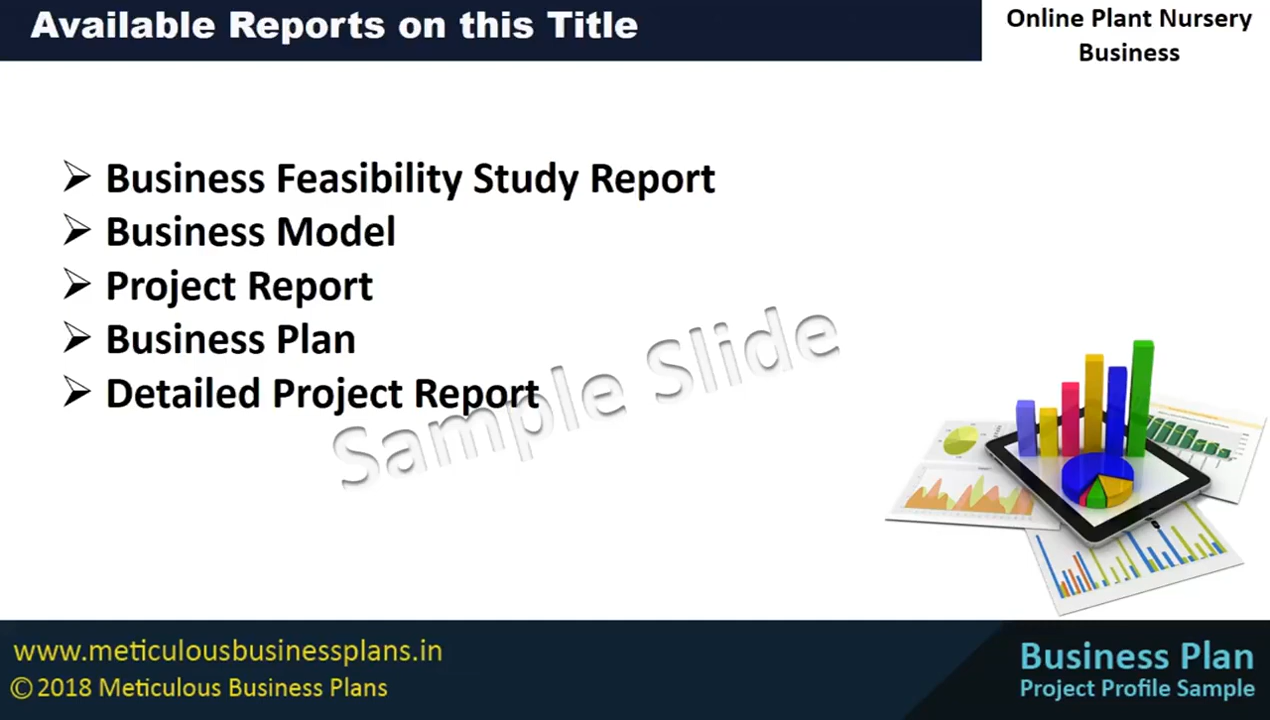 Available Reports on this Title
Online Plant Nursery
Business
➢ Business Feasibility Study Report
➢ Business Model
➢ Project Report
➢ Business Plan
➢ Detailed Project Report
Sample Slide
www.meticulousbusinessplans.in
© 2018 Meticulous Business Plans
Business Plan
Project Profile Sample